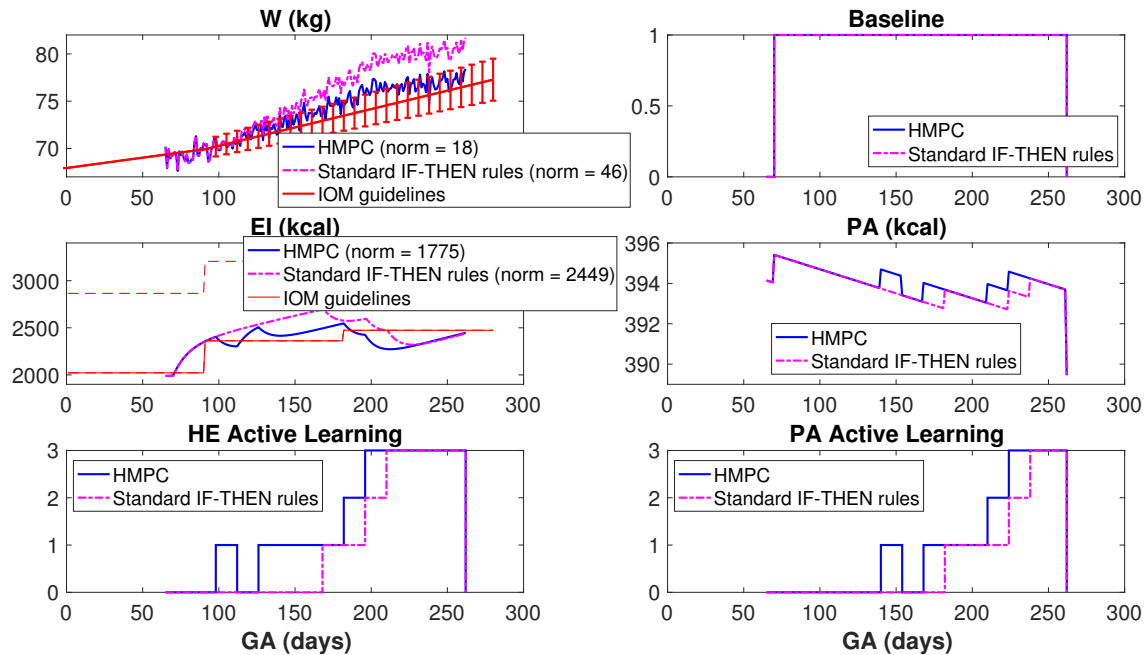 W (kg)
80
75
70
0 50 100 150 200 250 300
HMPC (norm = 18)
Standard IF-THEN rules (norm = 46)
IOM guidelines
Baseline
1
0.5
0
0 50 100 150 200 250 300
HMPC
Standard IF-THEN rules
EI (kcal)
3000
2500
2000
0 50 100 150 200 250 300
HMPC (norm = 1775)
Standard IF-THEN rules (norm = 2449)
IOM guidelines
PA (kcal)
396
394
392
390
0 50 100 150 200 250 300
HMPC
Standard IF-THEN rules
HE Active Learning
3
2
1
0
0 50 100 150 200 250 300
GA (days)
HMPC
Standard IF-THEN rules
PA Active Learning
3
2
1
0
0 50 100 150 200 250 300
GA (days)
HMPC
Standard IF-THEN rules